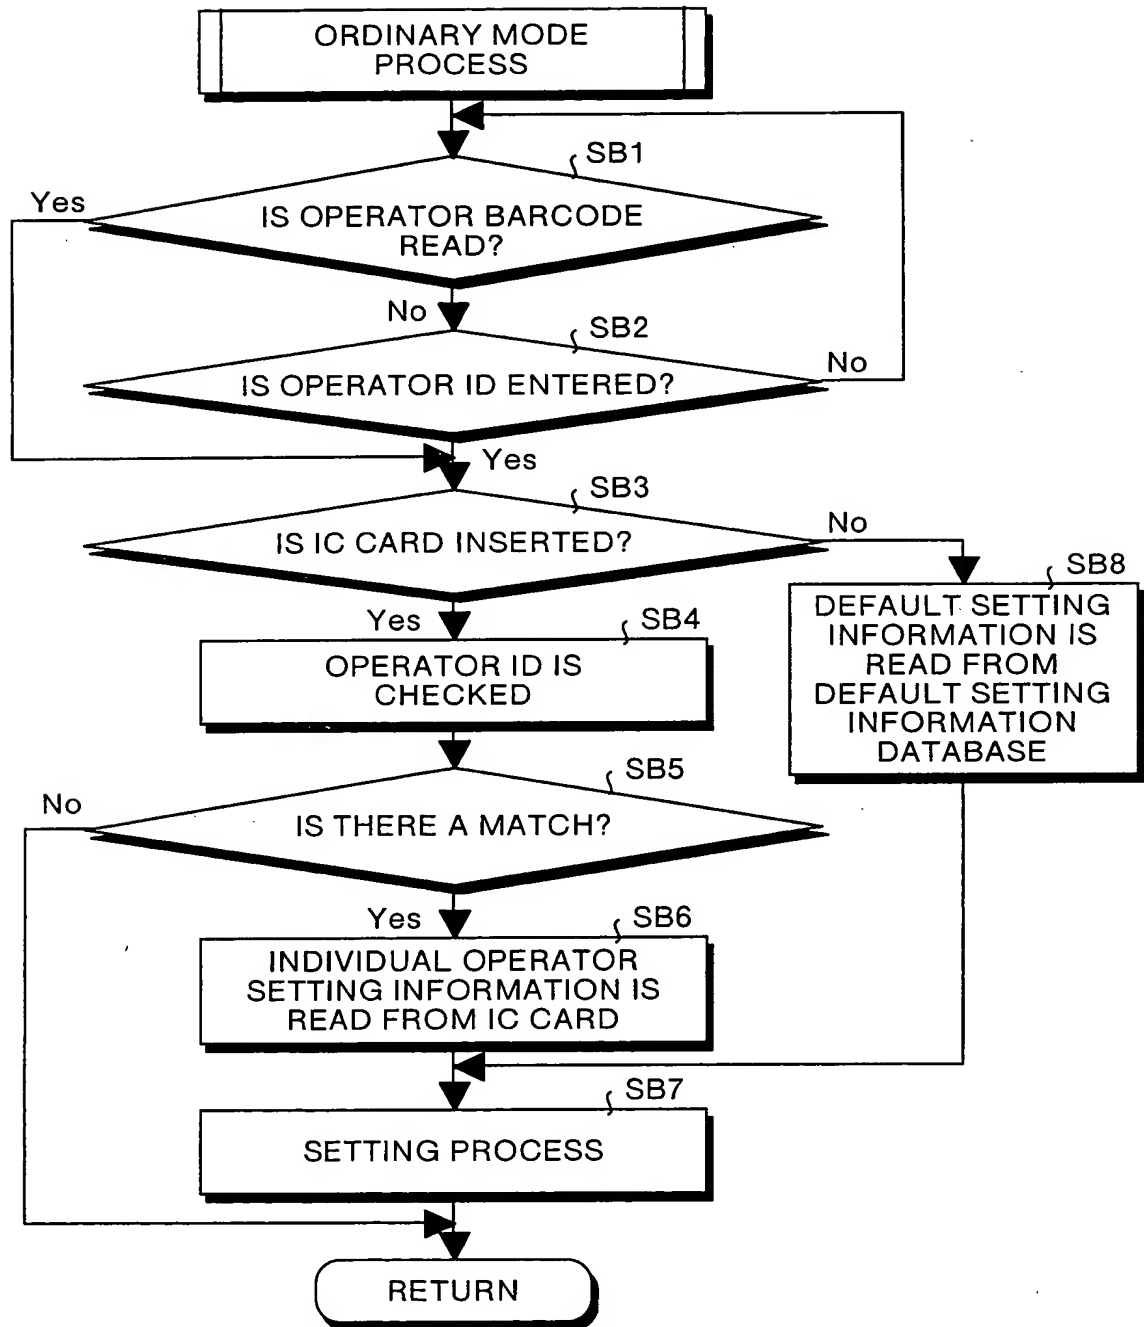 ORDINARY MODE
PROCESS
SB1
Yes
IS OPERATOR BARCODE
READ?
No
SB2
No
IS OPERATOR ID ENTERED?
Yes
SB3
No
IS IC CARD INSERTED?
SB8
DEFAULT SETTING
INFORMATION IS
READ FROM
DEFAULT SETTING
INFORMATION
DATABASE
Yes
SB4
OPERATOR ID IS
CHECKED
SB5
No
IS THERE A MATCH?
Yes
SB6
INDIVIDUAL OPERATOR
SETTING INFORMATION IS
READ FROM IC CARD
SB7
SETTING PROCESS
RETURN